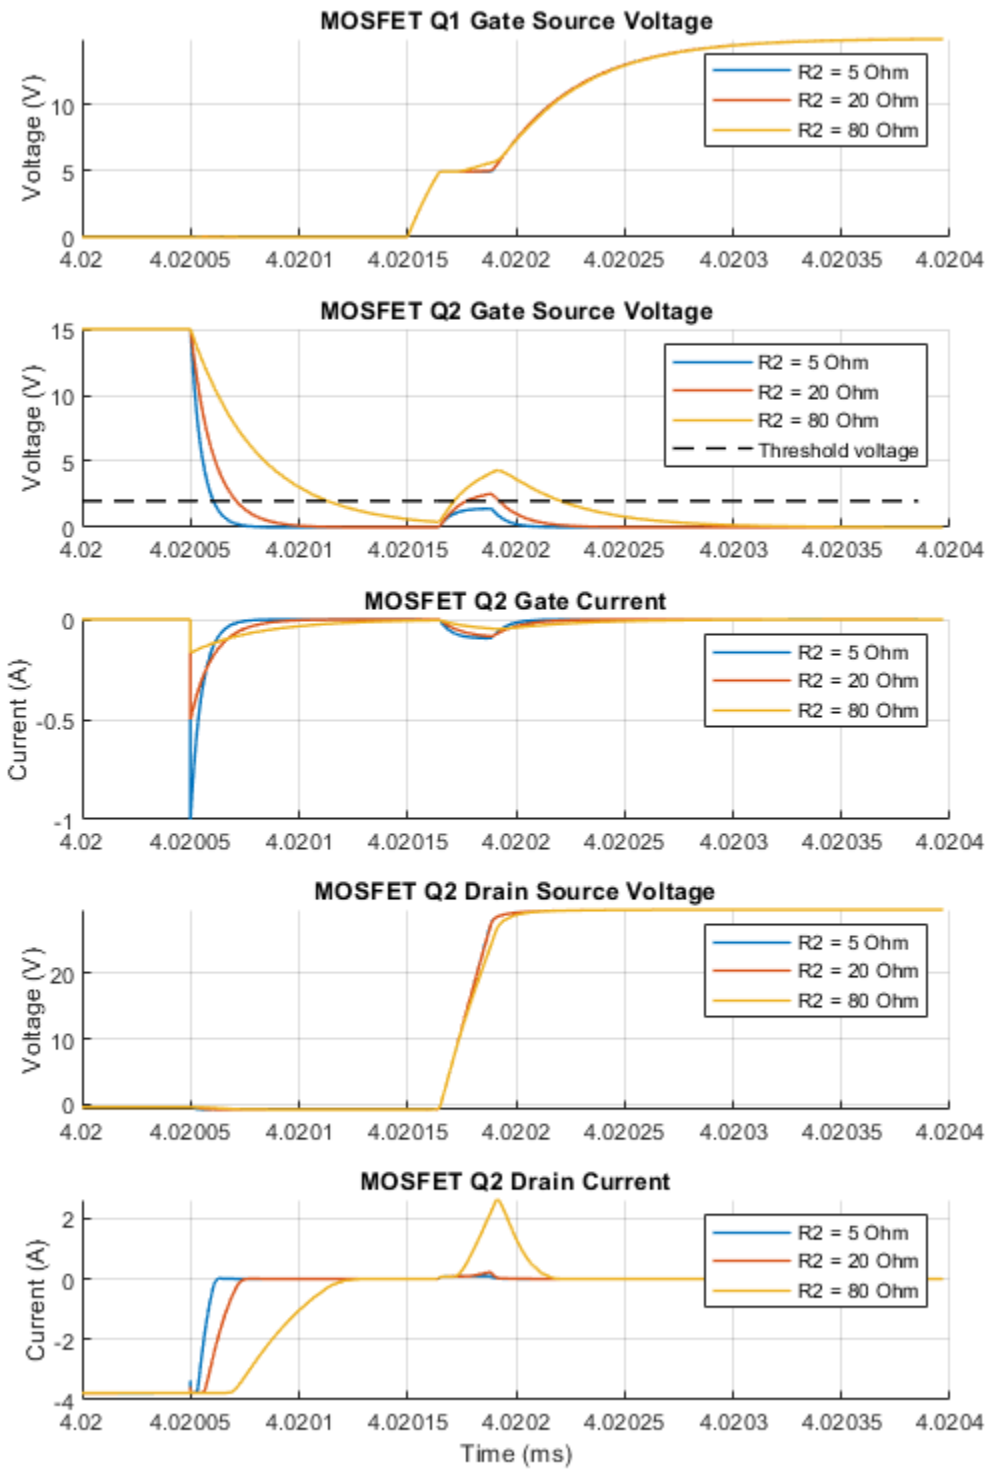 MOSFET Q1 Gate Source Voltage
Voltage (V)
10
5
0
R2 = 5 Ohm
R2 = 20 Ohm
R2 = 80 Ohm
4.02 4.02005 4.0201 4.02015 4.0202 4.02025 4.0203 4.02035 4.0204
MOSFET Q2 Gate Source Voltage
Voltage (V)
15
10
5
0
R2 = 5 Ohm
R2 = 20 Ohm
R2 = 80 Ohm
Threshold voltage
4.02 4.02005 4.0201 4.02015 4.0202 4.02025 4.0203 4.02035 4.0204
MOSFET Q2 Gate Current
Current (A)
0
-0.5
-1
R2 = 5 Ohm
R2 = 20 Ohm
R2 = 80 Ohm
4.02 4.02005 4.0201 4.02015 4.0202 4.02025 4.0203 4.02035 4.0204
MOSFET Q2 Drain Source Voltage
Voltage (V)
20
10
0
R2 = 5 Ohm
R2 = 20 Ohm
R2 = 80 Ohm
4.02 4.02005 4.0201 4.02015 4.0202 4.02025 4.0203 4.02035 4.0204
MOSFET Q2 Drain Current
Current (A)
2
0
-2
-4
R2 = 5 Ohm
R2 = 20 Ohm
R2 = 80 Ohm
4.02 4.02005 4.0201 4.02015 4.0202 4.02025 4.0203 4.02035 4.0204
Time (ms)